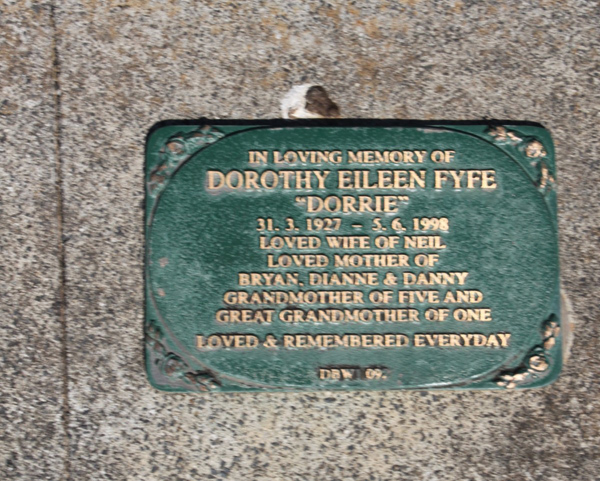 IN LOVING MEMORY OF
DOROTHY EILEEN FYFE
"DORRIE"
31. 3. 1927 - 5. 6. 1998
LOVED WIFE OF NEIL
LOVED MOTHER OF
BRYAN, DIANNE & DANNY
GRANDMOTHER OF FIVE AND
GREAT GRANDMOTHER OF ONE
LOVED & REMEMBERED EVERYDAY
09.